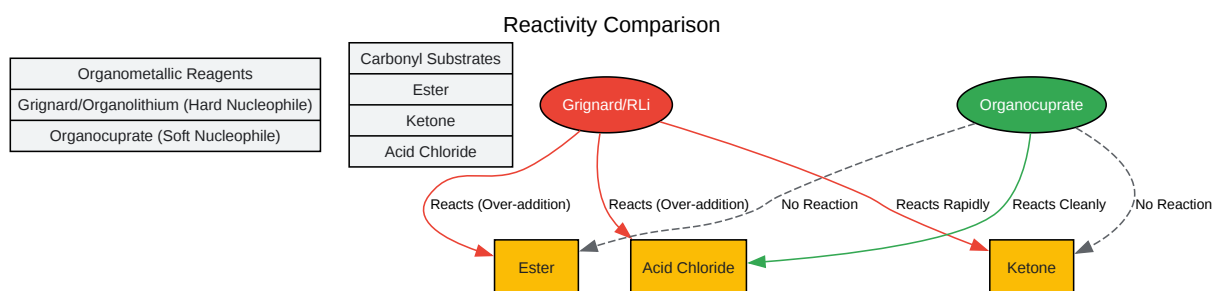 Reactivity Comparison
Organometallic Reagents
Grignard/Organolithium (Hard Nucleophile)
Organocuprate (Soft Nucleophile)
Carbonyl Substrates
Ester
Ketone
Acid Chloride
Grignard/RLi
Organocuprate
Reacts (Over-addition)
Reacts (Over-addition)
No Reaction
Reacts Rapidly
Reacts Cleanly
No Reaction
Ester
Acid Chloride
Ketone